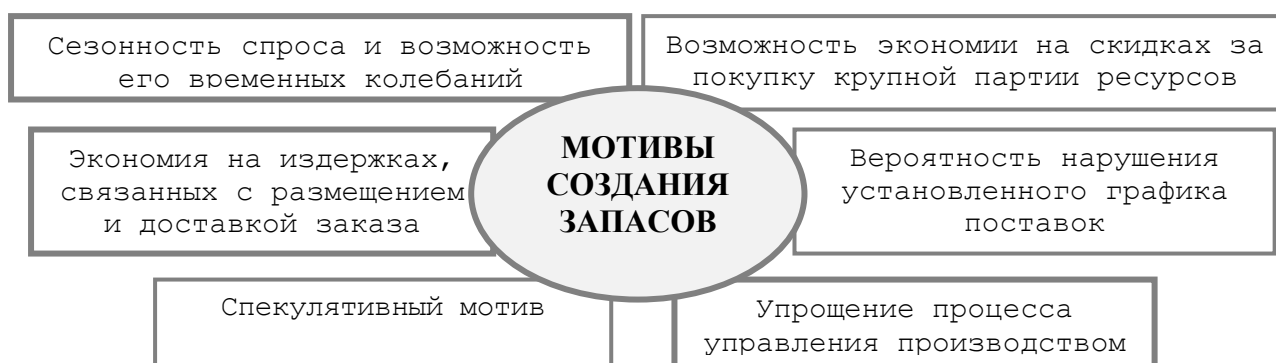 Сезонность спроса и возможность
его временных колебаний
Возможность экономии на скидках за
покупку крупной партии ресурсов
Экономия на издержках,
связанных с размещением
и доставкой заказа
МОТИВЫ
СОЗДАНИЯ
ЗАПАСОВ
Вероятность нарушения
установленного графика
поставок
Спекулятивный мотив
Упрощение процесса
управления производством